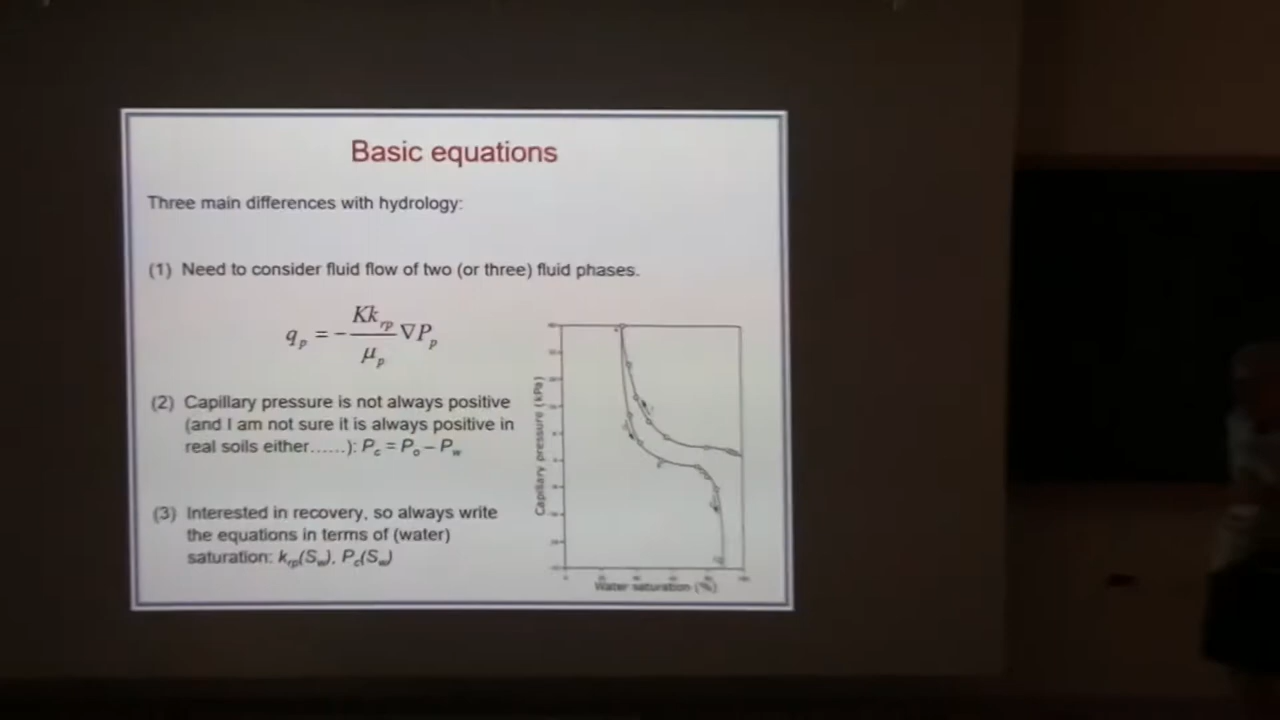 Basic equations
Three main differences with hydrology:
(1) Need to consider fluid flow of two (or three) fluid phases.
q_p = − Kk_rp / μ_p ∇P_p
(2) Capillary pressure is not always positive
(and I am not sure it is always positive in
real soils either……): P_c = P_o – P_w
(3) Interested in recovery, so always write
the equations in terms of (water)
saturation: k_rp(S_w), P_c(S_w)
Capillary pressure (kPa)
Water saturation (%)